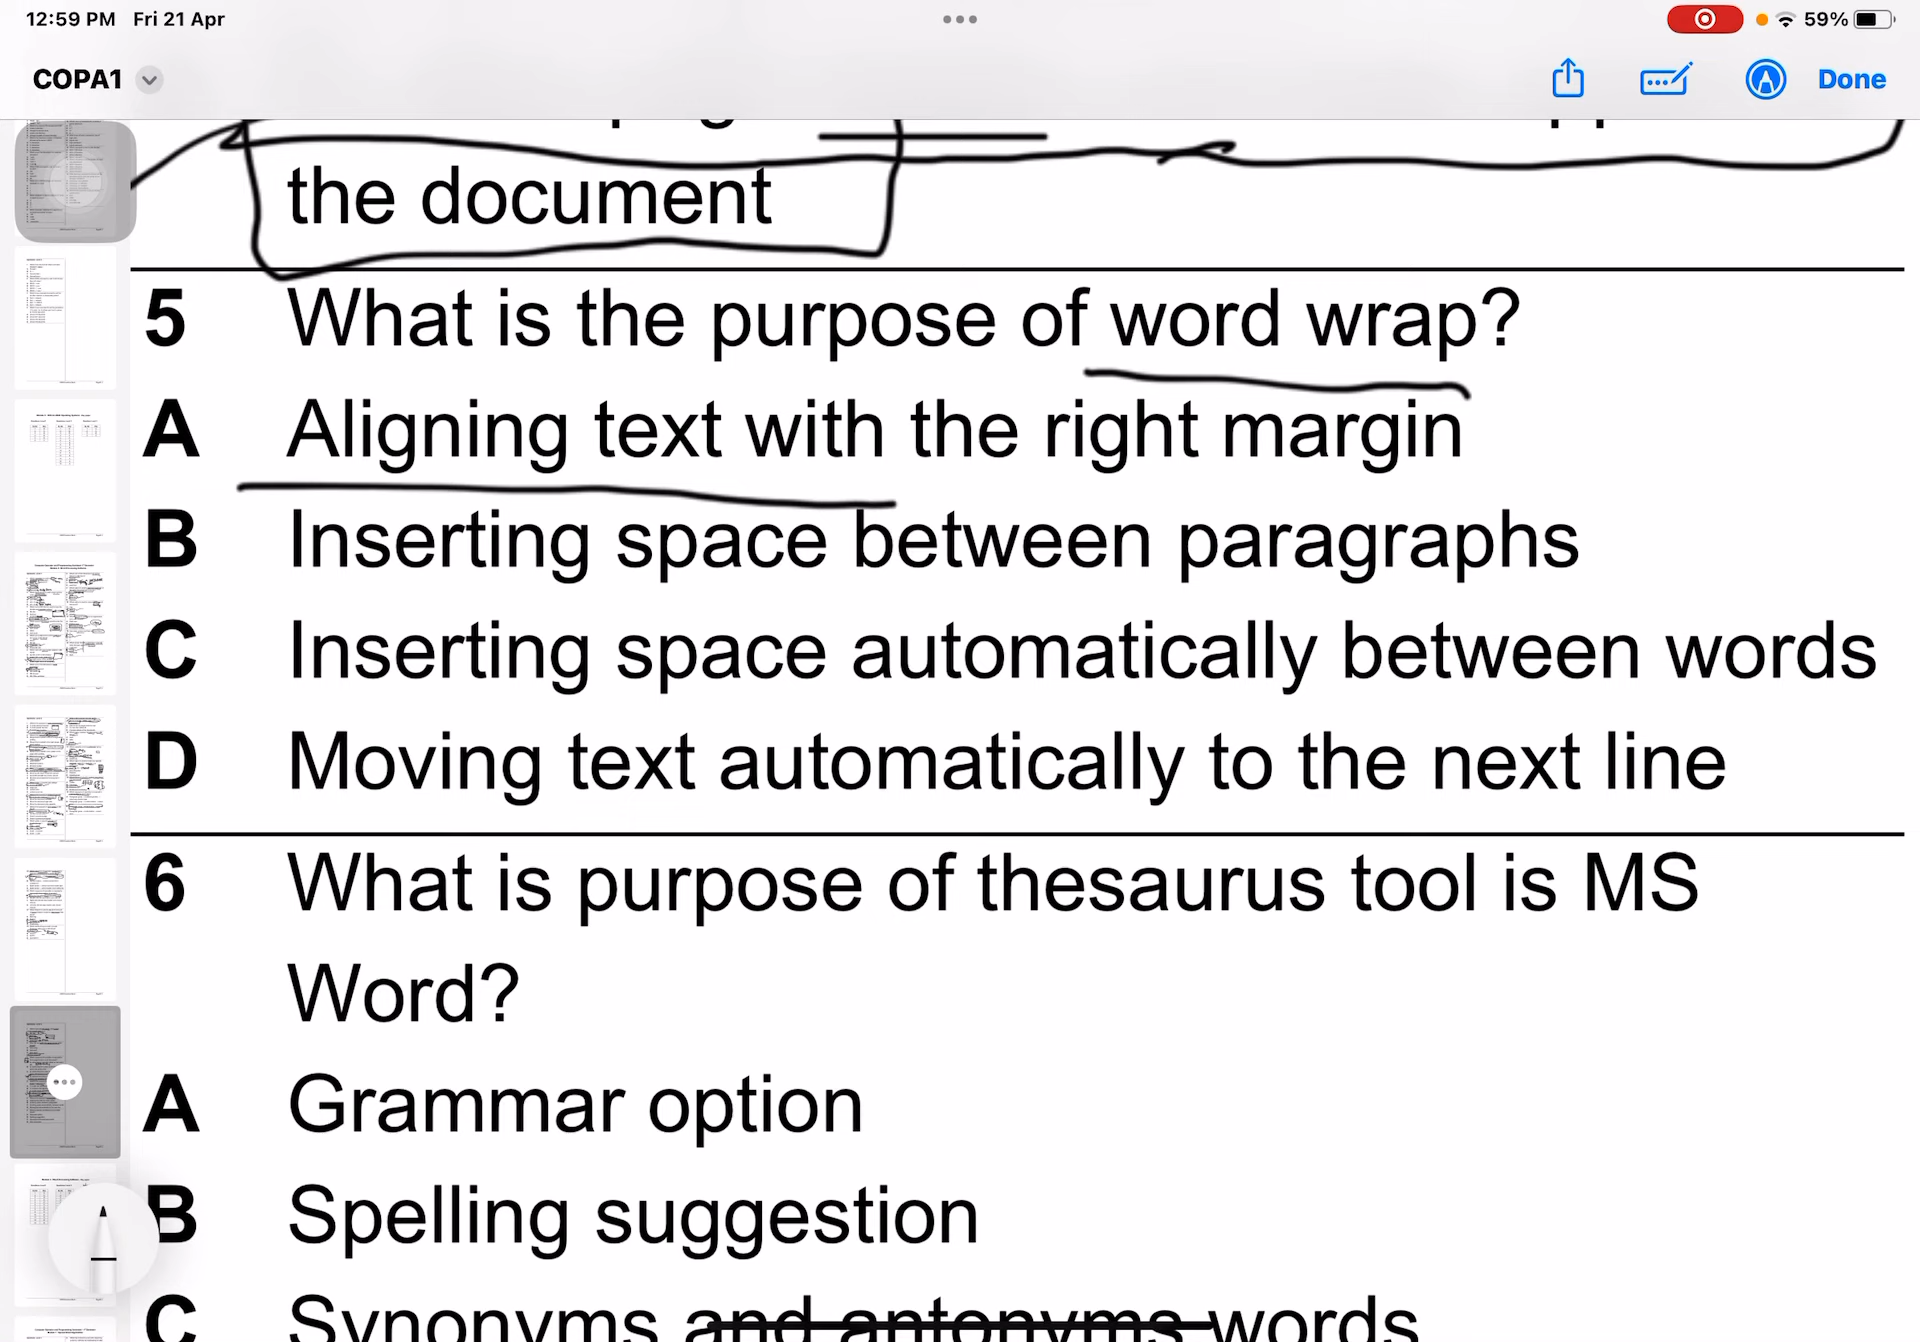 12:59 PM Fri 21 Apr
59%
COPA1
Done
the document
5 What is the purpose of word wrap?
A Aligning text with the right margin
B Inserting space between paragraphs
C Inserting space automatically between words
D Moving text automatically to the next line
6 What is purpose of thesaurus tool is MS
Word?
A Grammar option
B Spelling suggestion
C Synonyms and antonyms words